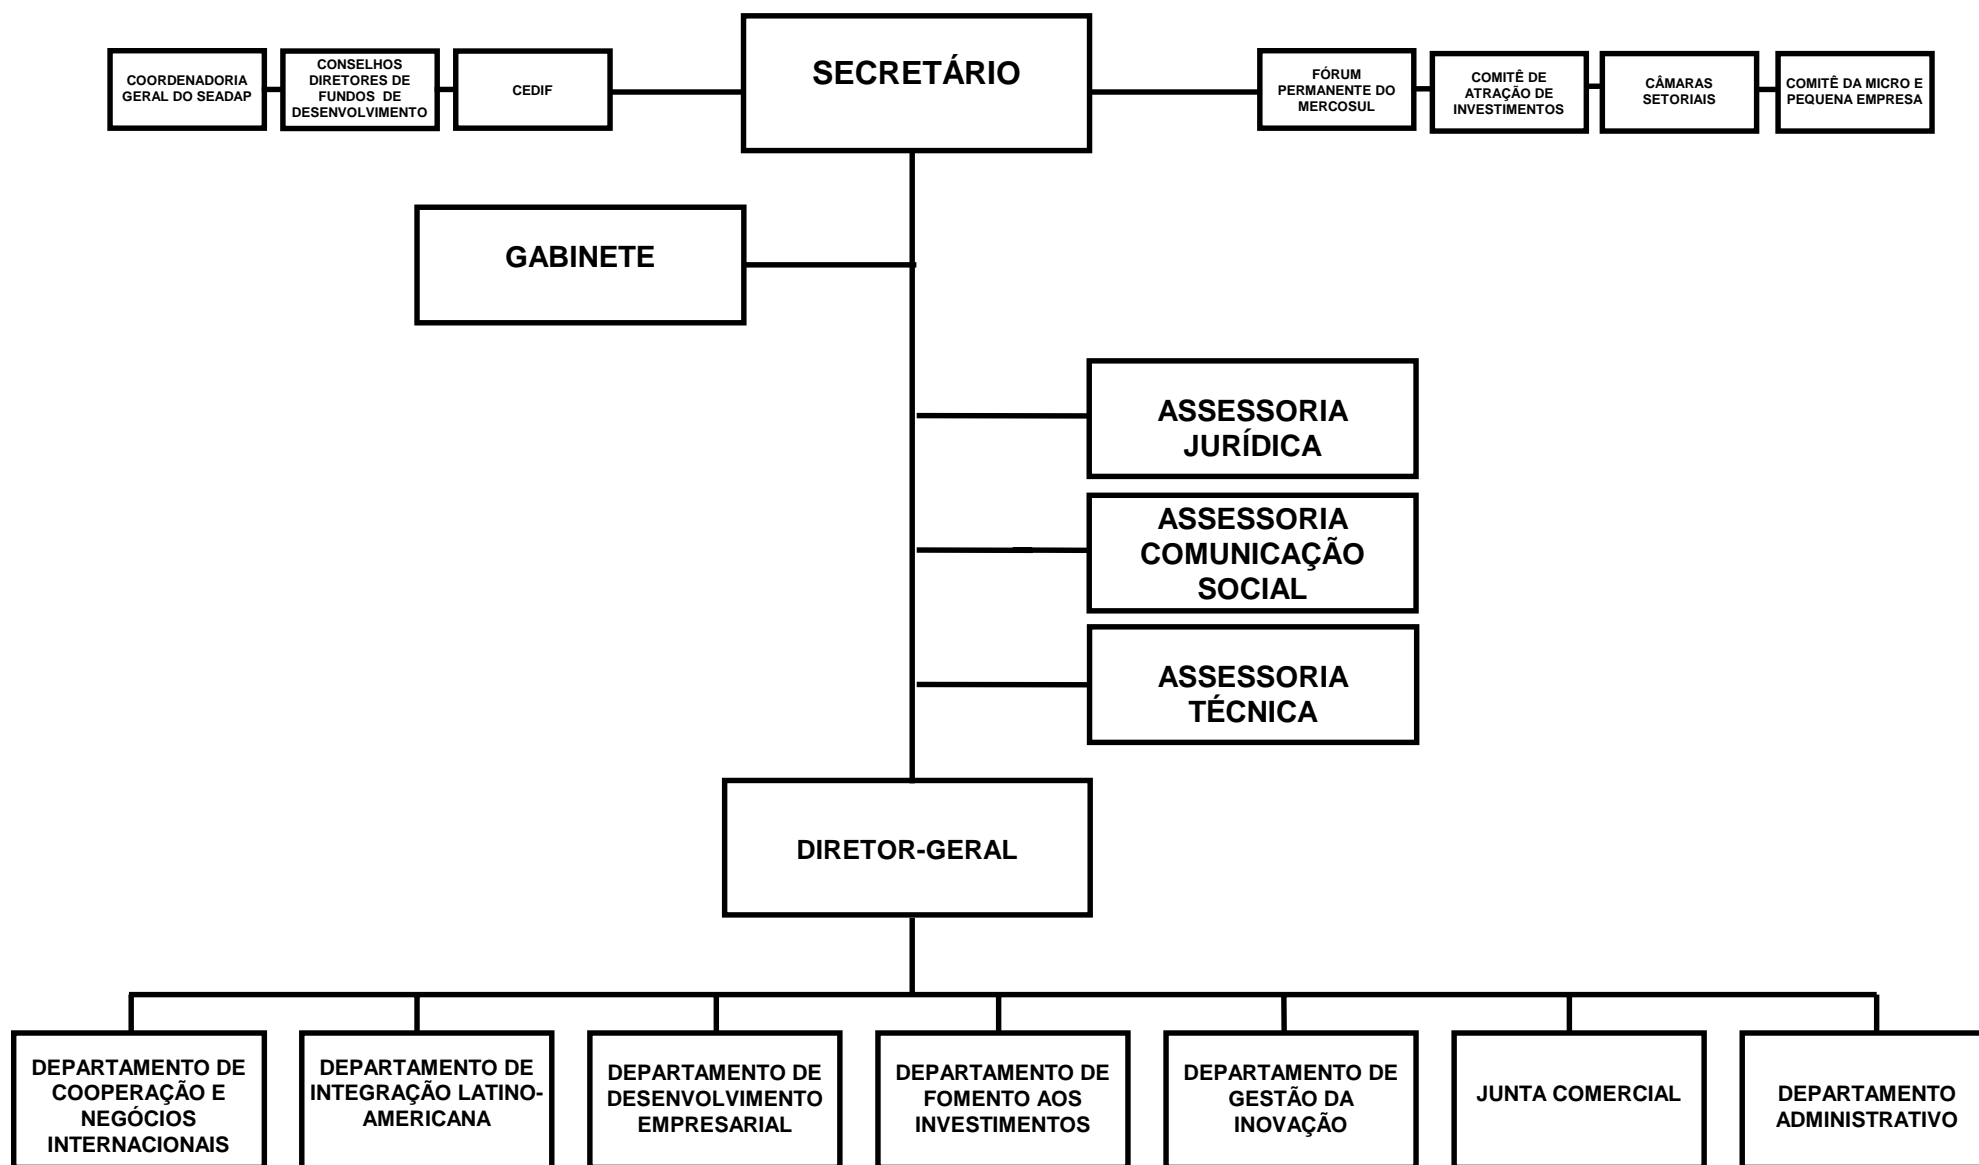 SECRETÁRIO
COORDENADORIA
GERAL DO SEADAP
CONSELHOS
DIRETORES DE
FUNDOS DE
DESENVOLVIMENTO
CEDIF
FÓRUM
PERMANENTE DO
MERCOSUL
COMITÊ DE
ATRAÇÃO DE
INVESTIMENTOS
CÂMARAS
SETORIAIS
COMITÊ DA MICRO E
PEQUENA EMPRESA
GABINETE
ASSESSORIA
JURÍDICA
ASSESSORIA
COMUNICAÇÃO
SOCIAL
ASSESSORIA
TÉCNICA
DIRETOR-GERAL
DEPARTAMENTO DE
COOPERAÇÃO E
NEGÓCIOS
INTERNACIONAIS
DEPARTAMENTO DE
INTEGRAÇÃO LATINO-
AMERICANA
DEPARTAMENTO DE
DESENVOLVIMENTO
EMPRESARIAL
DEPARTAMENTO DE
FOMENTO AOS
INVESTIMENTOS
DEPARTAMENTO DE
GESTÃO DA
INOVAÇÃO
JUNTA COMERCIAL
DEPARTAMENTO
ADMINISTRATIVO